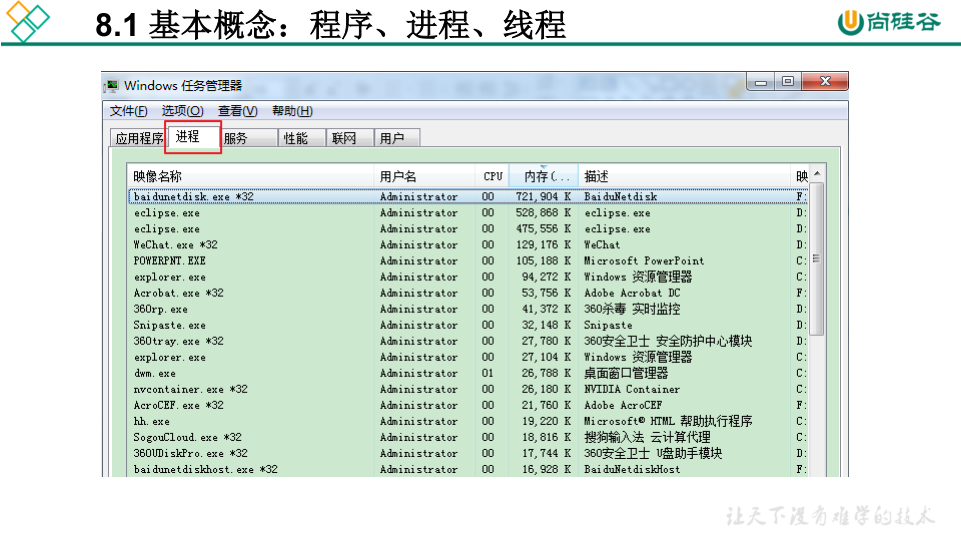 8.1 基本概念：程序、进程、线程
尚硅谷
Windows 任务管理器
文件(F) 选项(O) 查看(V) 帮助(H)
应用程序 进程 服务 性能 联网 用户
映像名称 用户名 CPU 内存(... 描述 映
baidunetdisk.exe *32 Administrator 00 721,904 K BaiduNetdisk F:
eclipse.exe Administrator 00 528,868 K eclipse.exe D:
eclipse.exe Administrator 00 475,556 K eclipse.exe D:
WeChat.exe *32 Administrator 00 129,176 K WeChat D:
POWERPNT.EXE Administrator 00 105,188 K Microsoft PowerPoint C:
explorer.exe Administrator 00 94,272 K Windows 资源管理器 C:
Acrobat.exe *32 Administrator 00 53,756 K Adobe Acrobat DC F:
360rp.exe Administrator 00 41,372 K 360杀毒 实时监控 D:
Snipaste.exe Administrator 00 32,148 K Snipaste D:
360tray.exe *32 Administrator 00 27,780 K 360安全卫士 安全防护中心模块 D:
explorer.exe Administrator 00 27,104 K Windows 资源管理器 C:
dwm.exe Administrator 01 26,788 K 桌面窗口管理器 C:
nvcontainer.exe *32 Administrator 00 26,180 K NVIDIA Container C:
AcroCEF.exe *32 Administrator 00 21,760 K Adobe AcroCEF F:
hh.exe Administrator 00 19,220 K Microsoft® HTML 帮助执行程序 C:
SogouCloud.exe *32 Administrator 00 18,816 K 搜狗输入法 云计算代理 C:
360UDiskPro.exe *32 Administrator 00 17,744 K 360安全卫士 U盘助手模块 D:
baidunetdiskhost.exe *32 Administrator 00 16,928 K BaiduNetdiskHost F:
让天下没有难学的技术